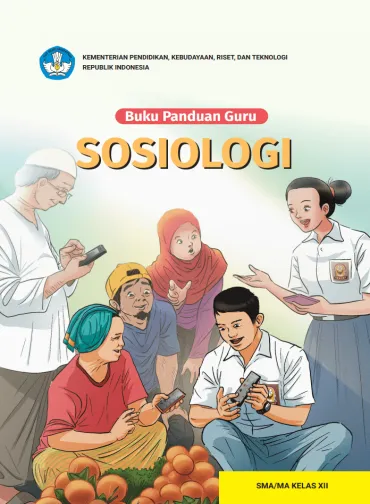 KEMENTERIAN PENDIDIKAN, KEBUDAYAAN, RISET, DAN TEKNOLOGI
REPUBLIK INDONESIA
Buku Panduan Guru
SOSIOLOGI
SMA/MA KELAS XII